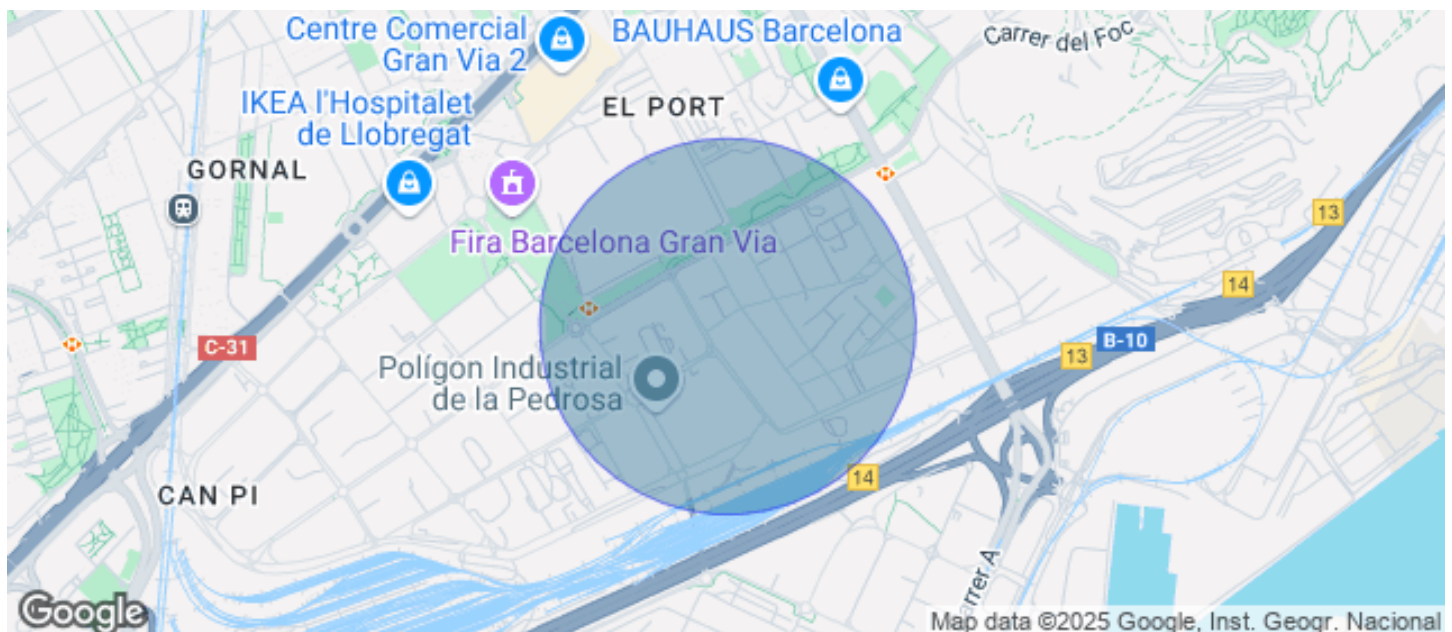 Centre Comercial
Gran Via 2
BAUHAUS Barcelona
Carrer del Foc
IKEA l'Hospitalet
de Llobregat
EL PORT
GORNAL
13
Fira Barcelona Gran Via
14
C-31
B-10
13
Polígon Industrial
de la Pedrosa
14
CAN PI
Carrer A
Google
Map data ©2025 Google, Inst. Geogr. Nacional